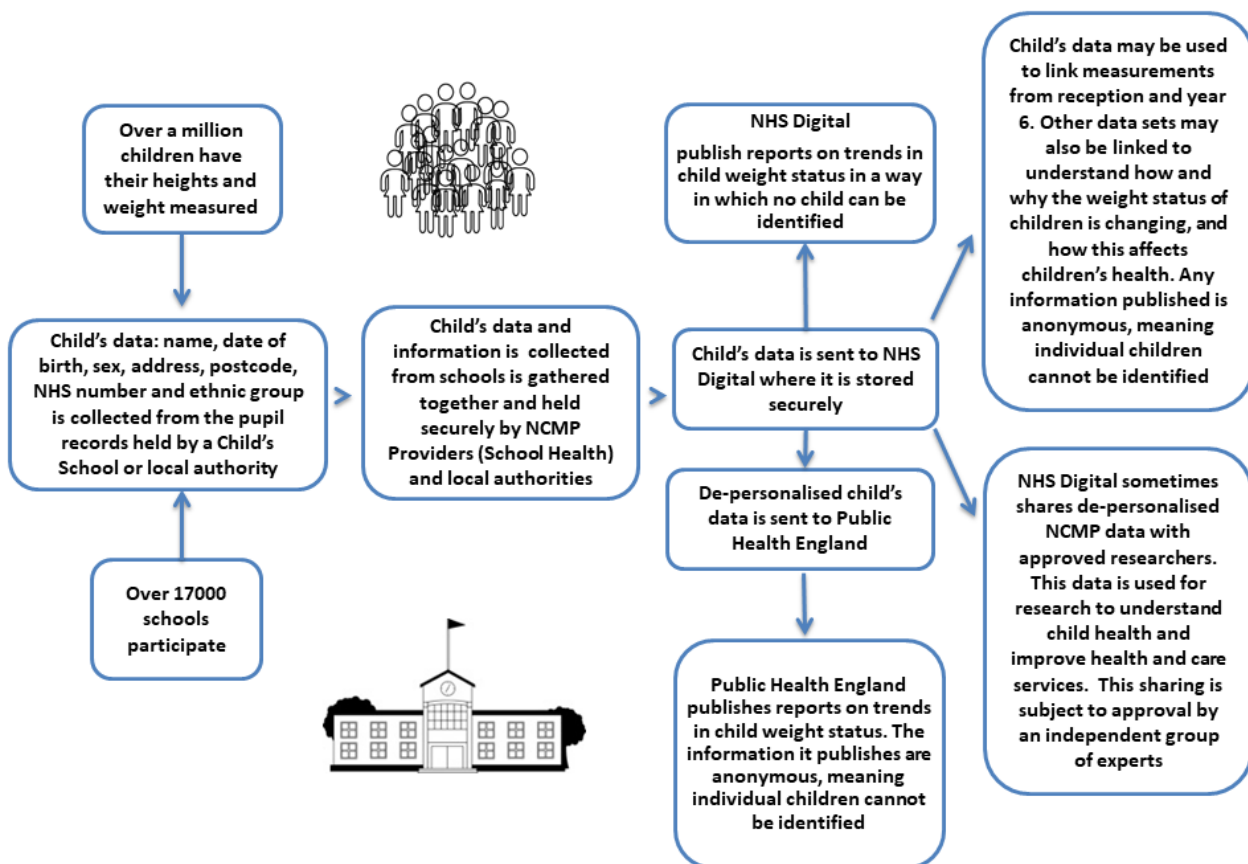 Over a million
children have
their heights and
weight measured
Child's data: name, date of
birth, sex, address, postcode,
NHS number and ethnic group
is collected from the pupil
records held by a Child's
School or local authority
Over 17000
schools
participate
Child's data and
information is collected
from schools is gathered
together and held
securely by NCMP
Providers (School Health)
and local authorities
NHS Digital
publish reports on trends in
child weight status in a way
in which no child can be
identified
Child's data is sent to NHS
Digital where it is stored
securely
De-personalised child's
data is sent to Public
Health England
Public Health England
publishes reports on trends
in child weight status. The
information it publishes are
anonymous, meaning
individual children cannot
be identified
Child's data may be used
to link measurements
from reception and year
6. Other data sets may
also be linked to
understand how and
why the weight status of
children is changing, and
how this affects
children's health. Any
information published is
anonymous, meaning
individual children
cannot be identified
NHS Digital sometimes
shares de-personalised
NCMP data with
approved researchers.
This data is used for
research to understand
child health and
improve health and care
services. This sharing is
subject to approval by
an independent group
of experts